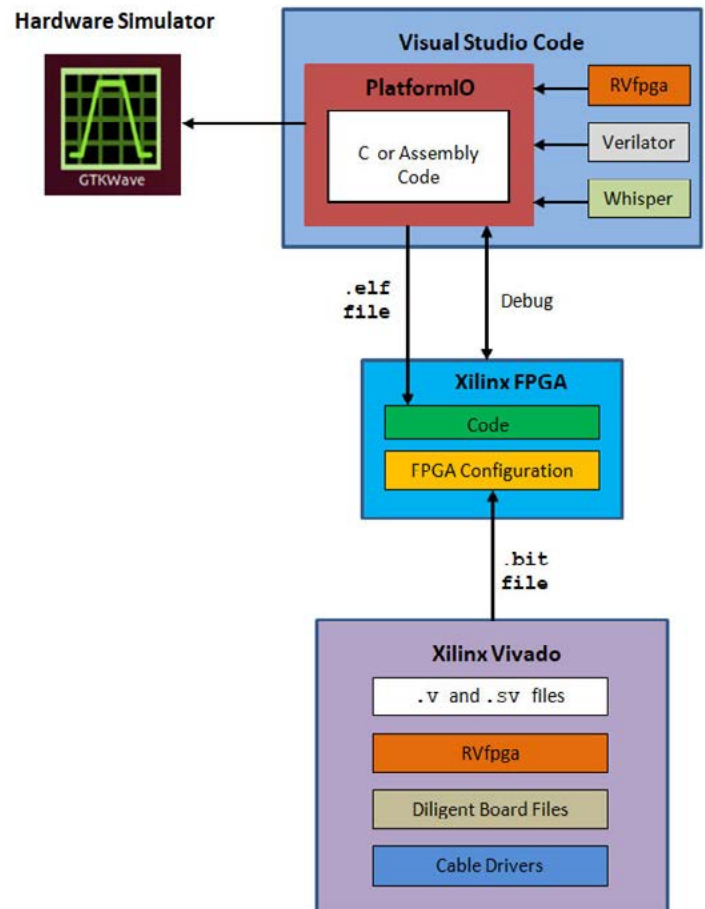 Hardware Simulator
GTKWave
Visual Studio Code
PlatformIO
C or Assembly
Code
RVfpga
Verilator
Whisper
.elf
file
Debug
Xilinx FPGA
Code
FPGA Configuration
.bit
file
Xilinx Vivado
.v and .sv files
RVfpga
Diligent Board Files
Cable Drivers